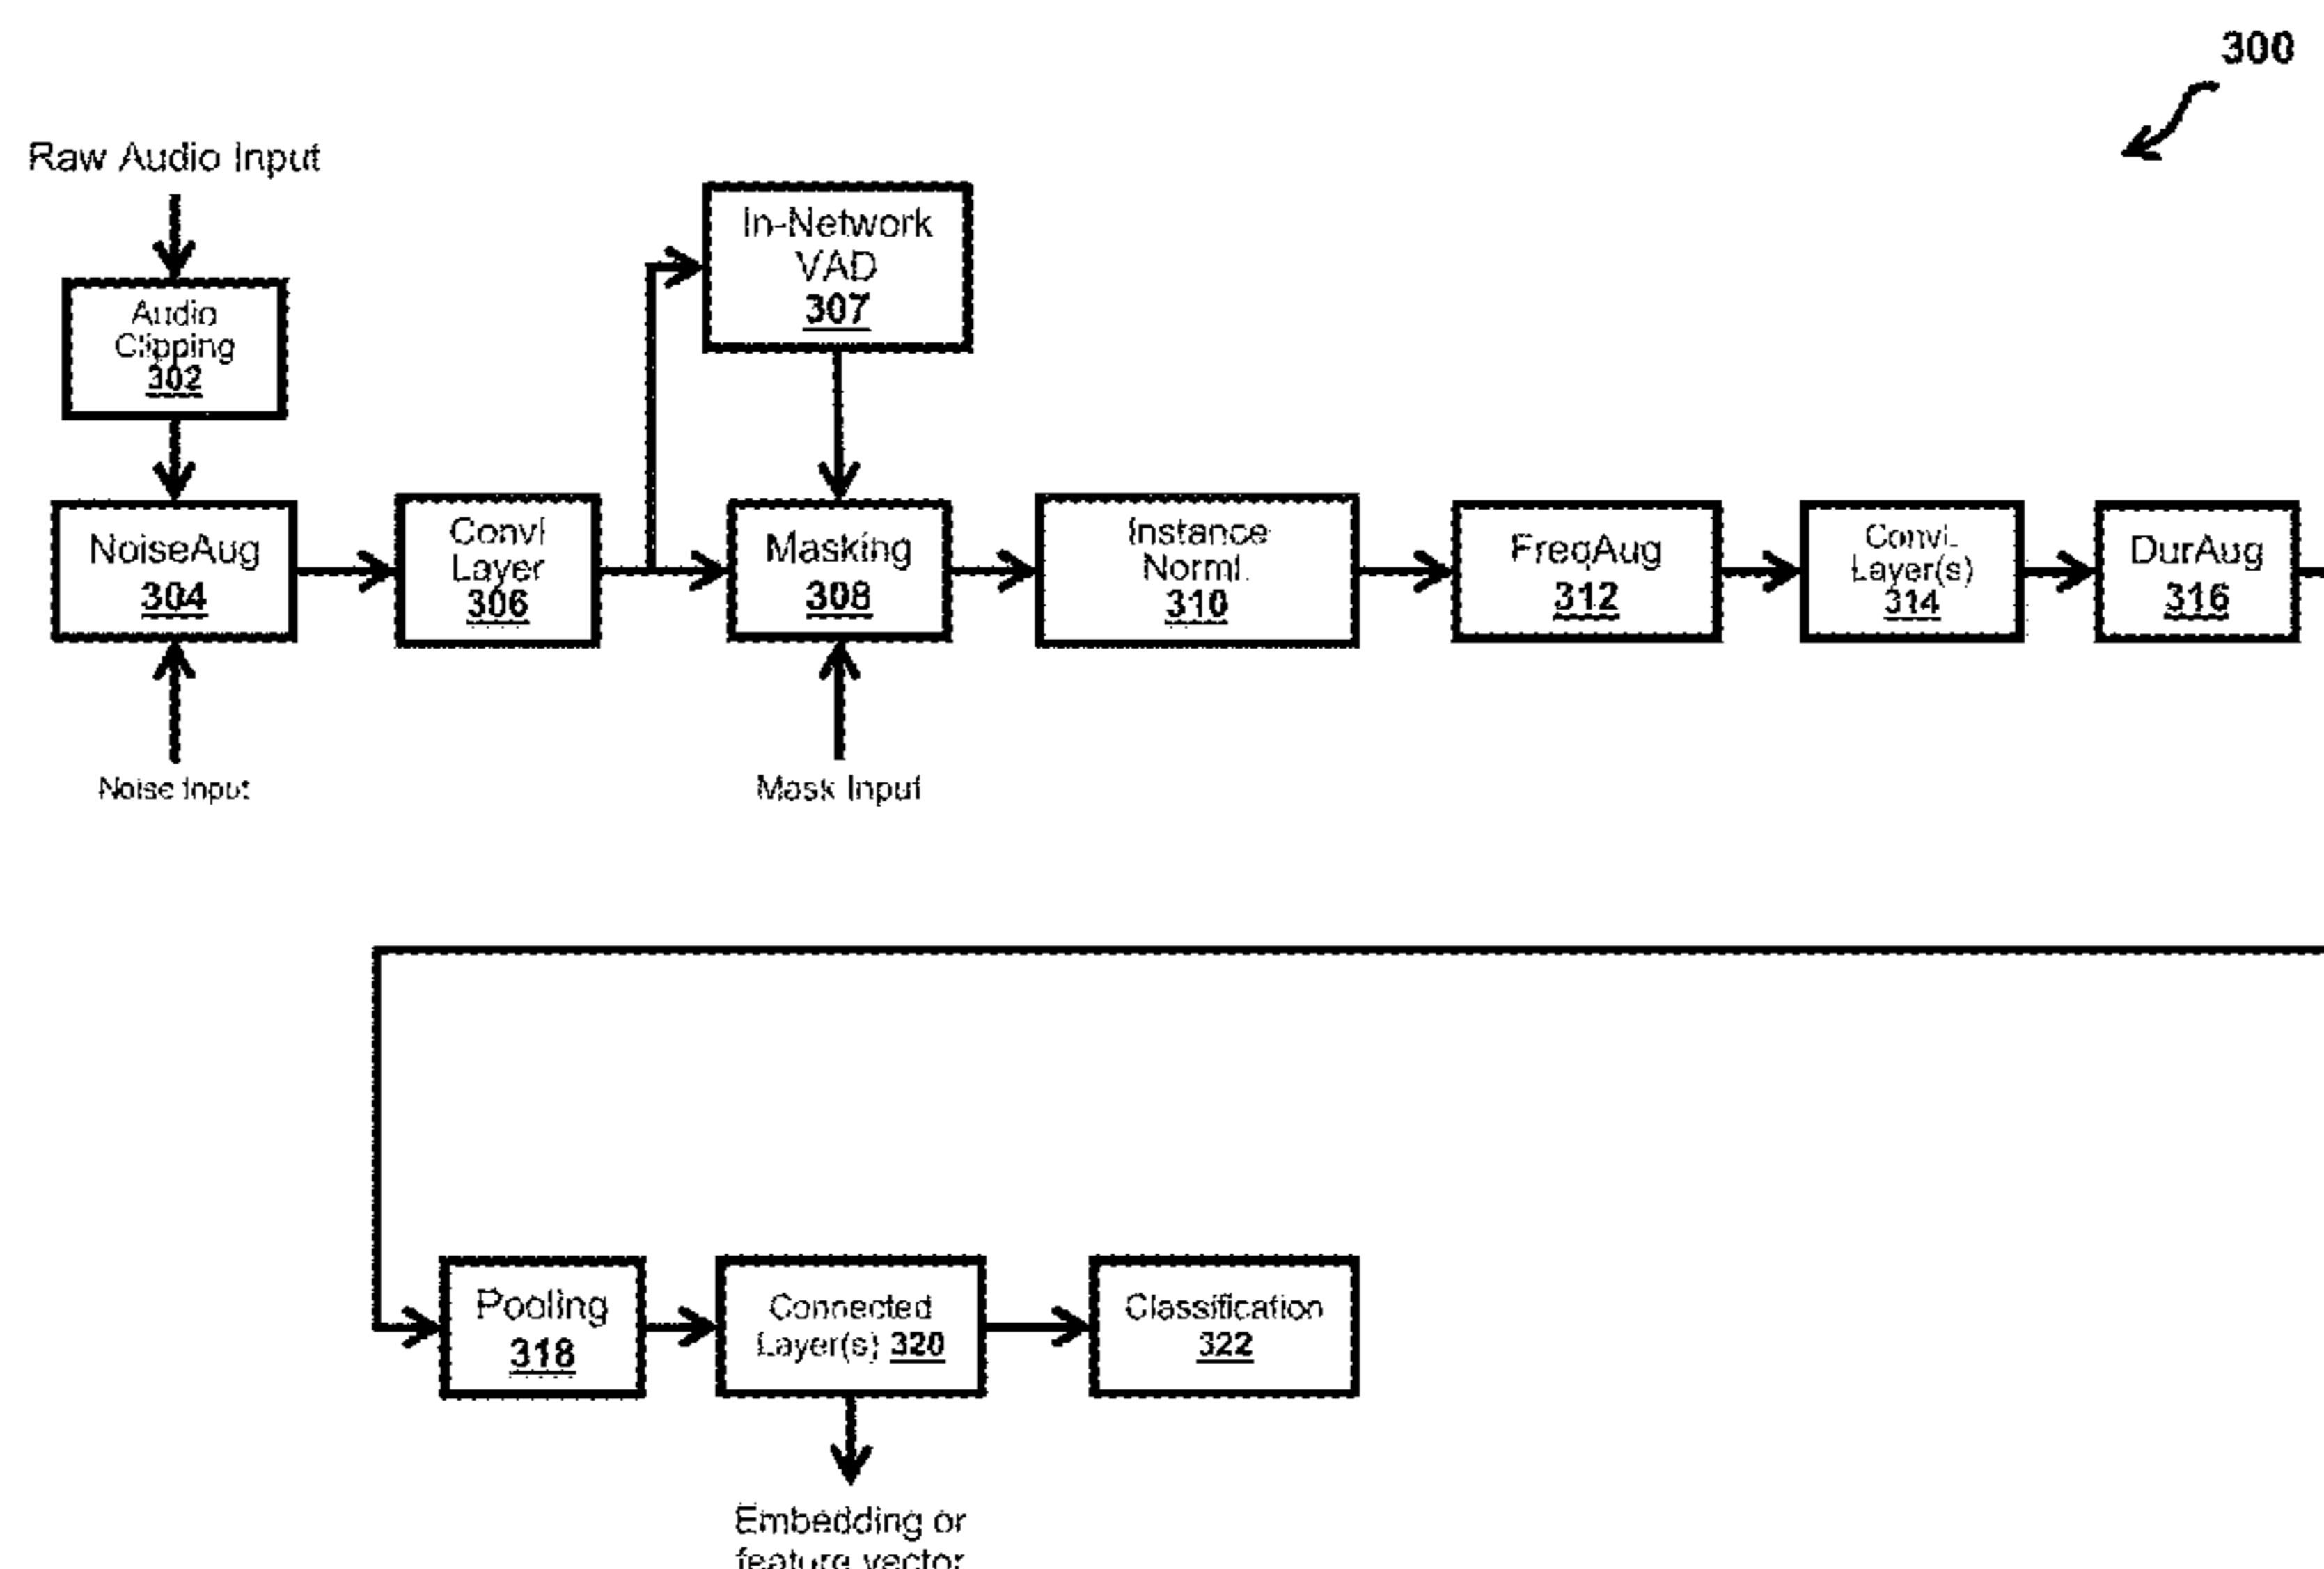 300
Raw Audio Input
Audio
Clipping
302
In-Network
VAD
307
NoiseAug
304
Convl
Layer
306
Masking
308
Instance
Norml.
310
FreqAug
312
Convl.
Layer(s)
314
DurAug
316
Noise Input
Mask Input
Pooling
318
Connected
Layer(s) 320
Classification
322
Embedding or
feature vector